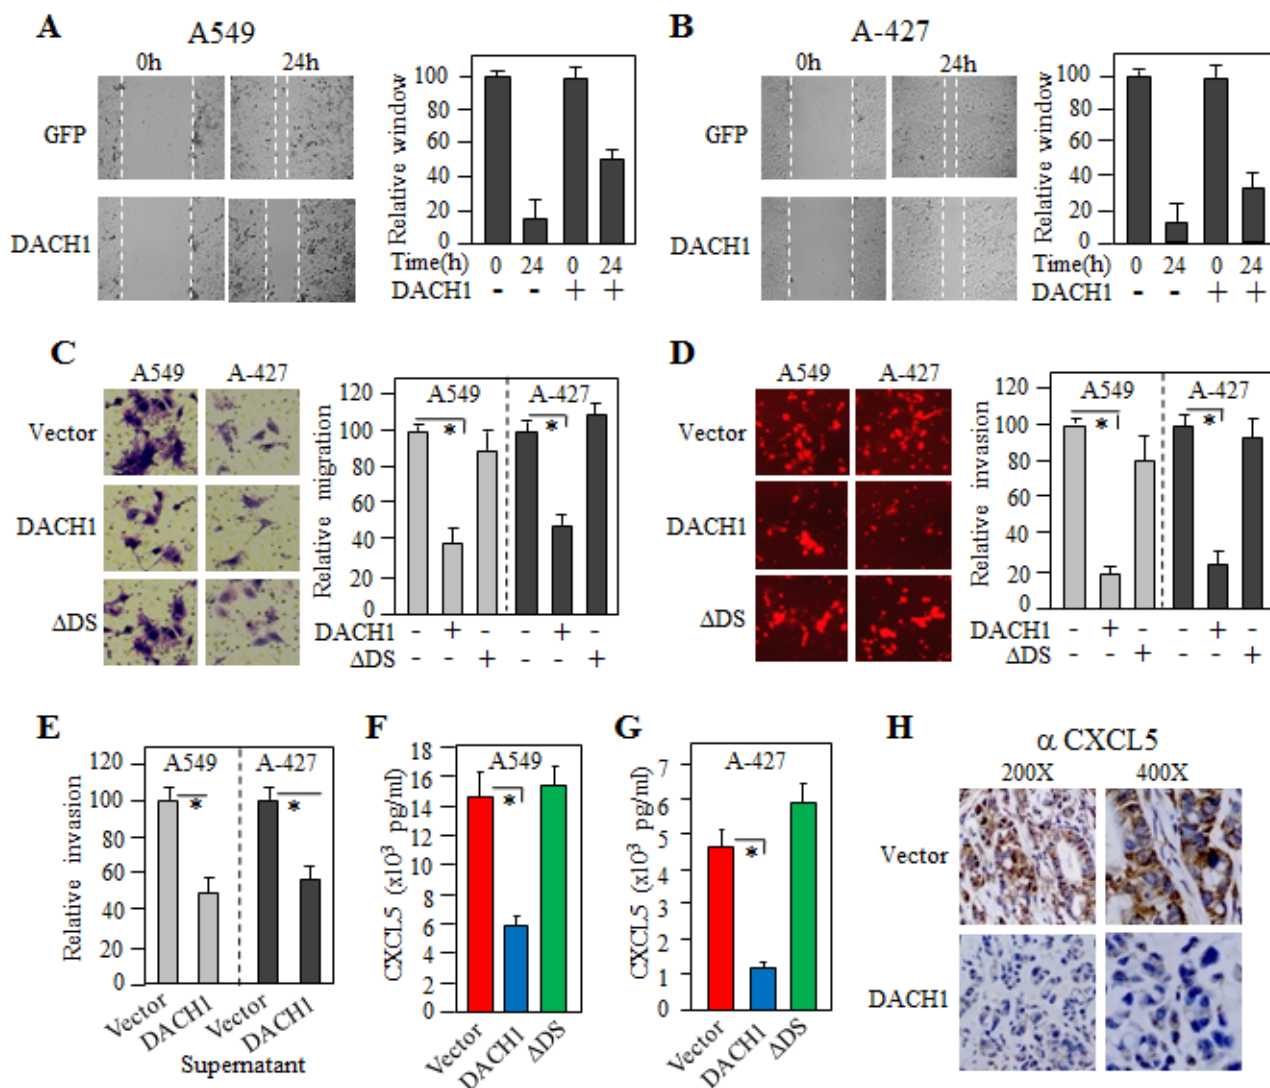 A
A549
0h 24h
GFP
DACH1
Relative window
100
80
60
40
20
0
Time(h) 0 24 0 24
DACH1 - - + +
B
A-427
0h 24h
GFP
DACH1
Relative window
100
80
60
40
20
0
Time(h) 0 24 0 24
DACH1 - - + +
C
A549 A-427
Vector
DACH1
ΔDS
Relative migration
120
100
80
60
40
20
0
A549 A-427
* *
DACH1 - + - - + -
ΔDS - - + - - +
D
A549 A-427
Vector
DACH1
ΔDS
Relative invasion
120
100
80
60
40
20
0
A549 A-427
* *
DACH1 - + - - + -
ΔDS - - + - - +
E
Relative invasion
120
100
80
60
40
20
0
A549 A-427
* *
Vector DACH1 Vector DACH1
Supernatant
F
CXCL5 (x10³ pg/ml)
18
16
14
12
10
8
6
4
2
0
A549
*
Vector DACH1 ΔDS
G
CXCL5 (x10³ pg/ml)
7
6
5
4
3
2
1
0
A-427
*
Vector DACH1 ΔDS
H
α CXCL5
200X 400X
Vector
DACH1